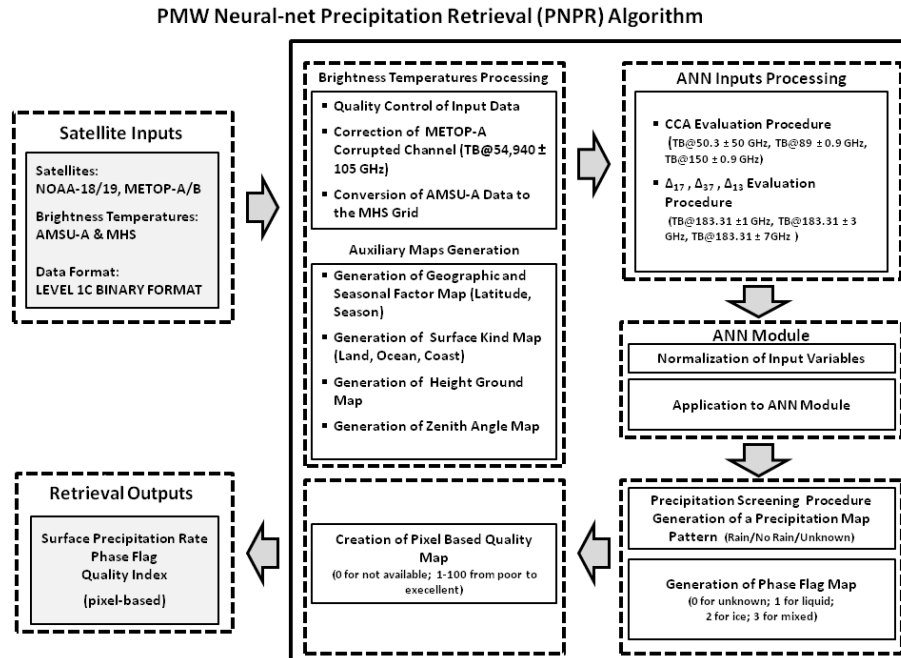 PMW Neural-net Precipitation Retrieval (PNPR) Algorithm
Satellite Inputs
Satellites:
NOAA-18/19, METOP-A/B
Brightness Temperatures:
AMSU-A & MHS
Data Format:
LEVEL 1C BINARY FORMAT
Brightness Temperatures Processing
▪ Quality Control of Input Data
▪ Correction of METOP-A
Corrupted Channel (TB@54,940 ±
105 GHz)
▪ Conversion of AMSU-A Data to
the MHS Grid
Auxiliary Maps Generation
▪ Generation of Geographic and
Seasonal Factor Map (Latitude,
Season)
▪ Generation of Surface Kind Map
(Land, Ocean, Coast)
▪ Generation of Height Ground
Map
▪ Generation of Zenith Angle Map
ANN Inputs Processing
▪ CCA Evaluation Procedure
(TB@50.3 ± 50 GHz, TB@89 ± 0.9 GHz,
TB@150 ± 0.9 GHz)
▪ Δ17 , Δ37 , Δ13 Evaluation
Procedure
(TB@183.31 ±1 GHz, TB@183.31 ± 3
GHz, TB@183.31 ± 7GHz )
ANN Module
Normalization of Input Variables
Application to ANN Module
Precipitation Screening Procedure
Generation of a Precipitation Map
Pattern (Rain/No Rain/Unknown)
Generation of Phase Flag Map
(0 for unknown; 1 for liquid;
2 for ice; 3 for mixed)
Creation of Pixel Based Quality
Map
(0 for not available; 1-100 from poor to
execellent)
Retrieval Outputs
Surface Precipitation Rate
Phase Flag
Quality Index
(pixel-based)